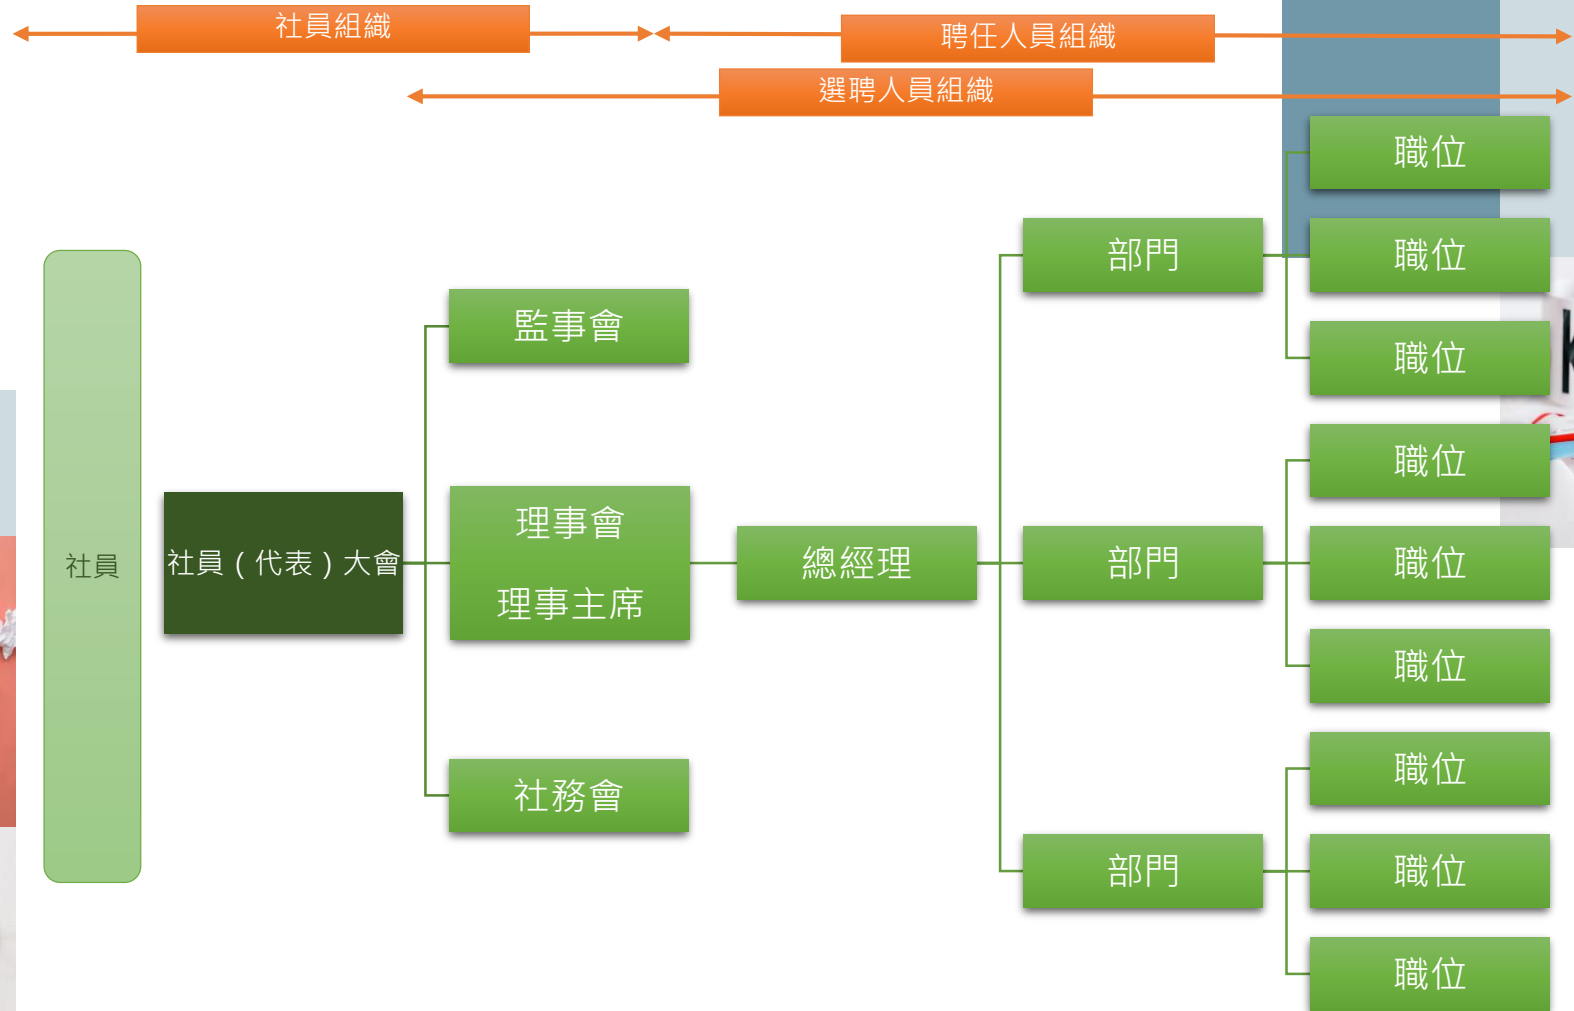 社員組織
聘任人員組織
選聘人員組織
社員
社員（代表）大會
監事會
理事會
理事主席
社務會
總經理
部門
職位
職位
職位
部門
職位
職位
職位
部門
職位
職位
職位